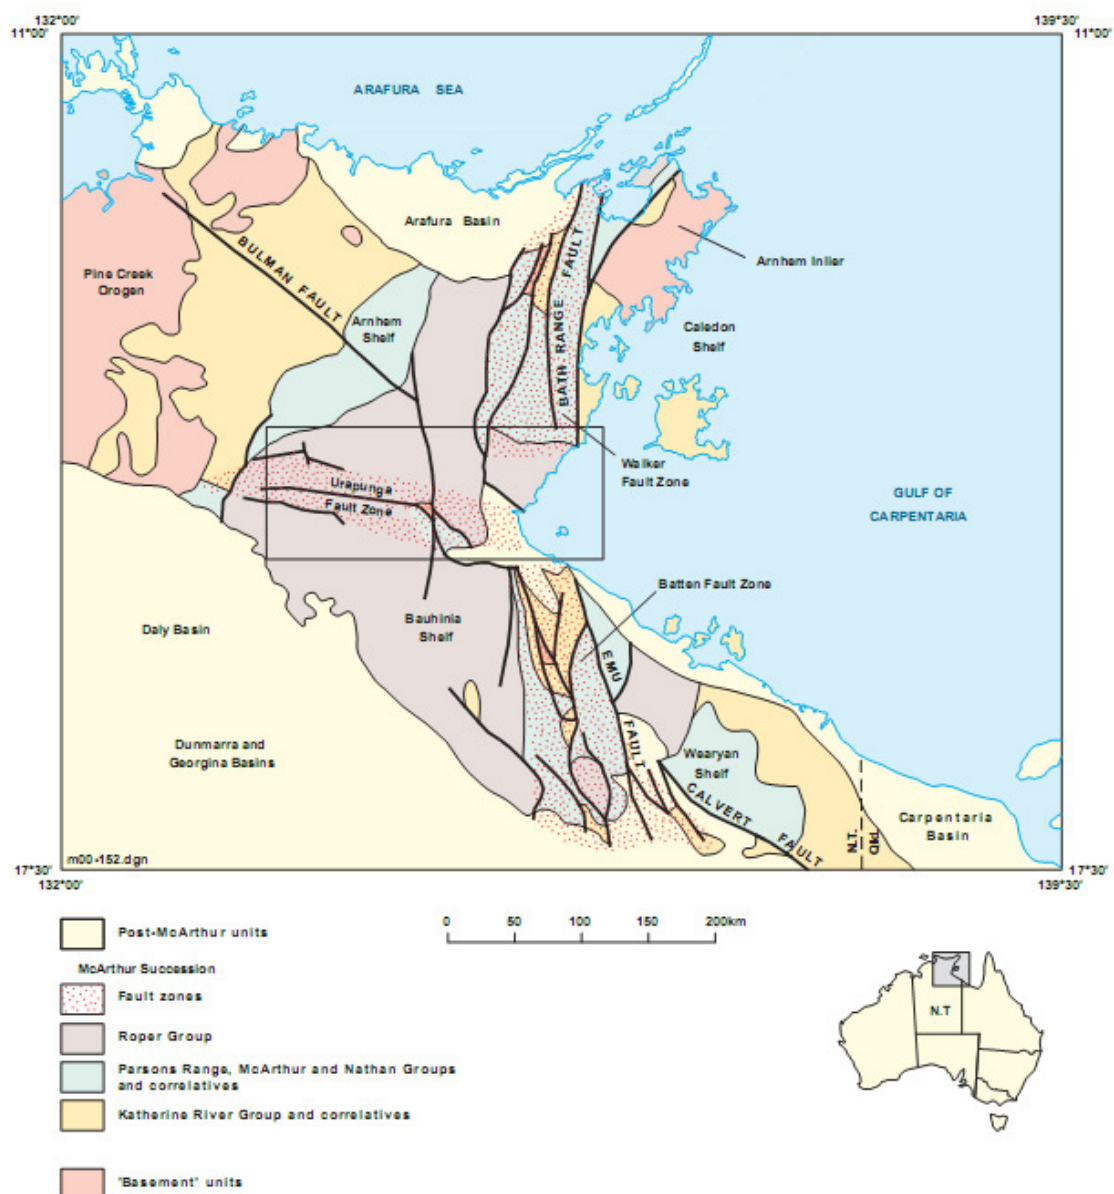 132°00'
139°30'
11°00'
11°00'
ARAFURA SEA
Arafura Basin
BULMAN FAULT
Pine Creek
Orogen
Arnhem
Shelf
BATH RANGE FAULT
Arnhem Inlier
Caledon
Shelf
Walker
Fault Zone
Urapunga
Fault Zone
GULF OF
CARPENTARIA
Batten Fault Zone
Bauhinia
Shelf
Daly Basin
EMU
FAULT
Dunmarra and
Georgina Basins
Wearyan
Shelf
CALVERT FAULT
Carpentaria
Basin
N.T.
Qld.
m00-152.dgn
17°30'
17°30'
132°00'
139°30'
0 50 100 150 200km
Post-McArthur units
McArthur Succession
Fault zones
Roper Group
Parsons Range, McArthur and Nathan Groups
and correlatives
Katherine River Group and correlatives
'Basement' units
N.T